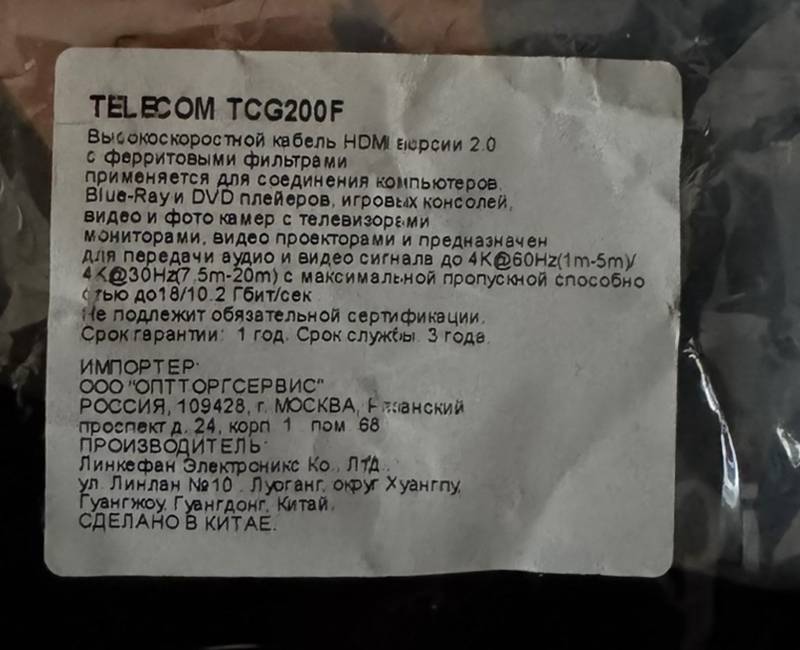 TELECOM TCG200F
Высокоскоростной кабель HDMI версии 2.0
с ферритовыми фильтрами
применяется для соединения компьютеров,
Blue-Ray и DVD плейеров, игровых консолей,
видео и фото камер с телевизорами
мониторами, видео проекторами и предназначен
для передачи аудио и видео сигнала до 4K@60Hz(1m-5m)/
4K@30Hz(7,5m-20m) с максимальной пропускной способно
стью до18/10.2 Гбит/сек
Не подлежит обязательной сертификации.
Срок гарантии: 1 год. Срок службы 3 года.
ИМПОРТЕР:
ООО "ОПТТОРГСЕРВИС"
РОССИЯ, 109428, г. МОСКВА, Рязанский
проспект д. 24, корп 1 пом 68
ПРОИЗВОДИТЕЛЬ:
Линкефан Электроникс Ко., ЛТД.
ул. Линлан №10, Луоганг, округ Хуангпу,
Гуангжоу, Гуангдонг, Китай.
СДЕЛАНО В КИТАЕ.